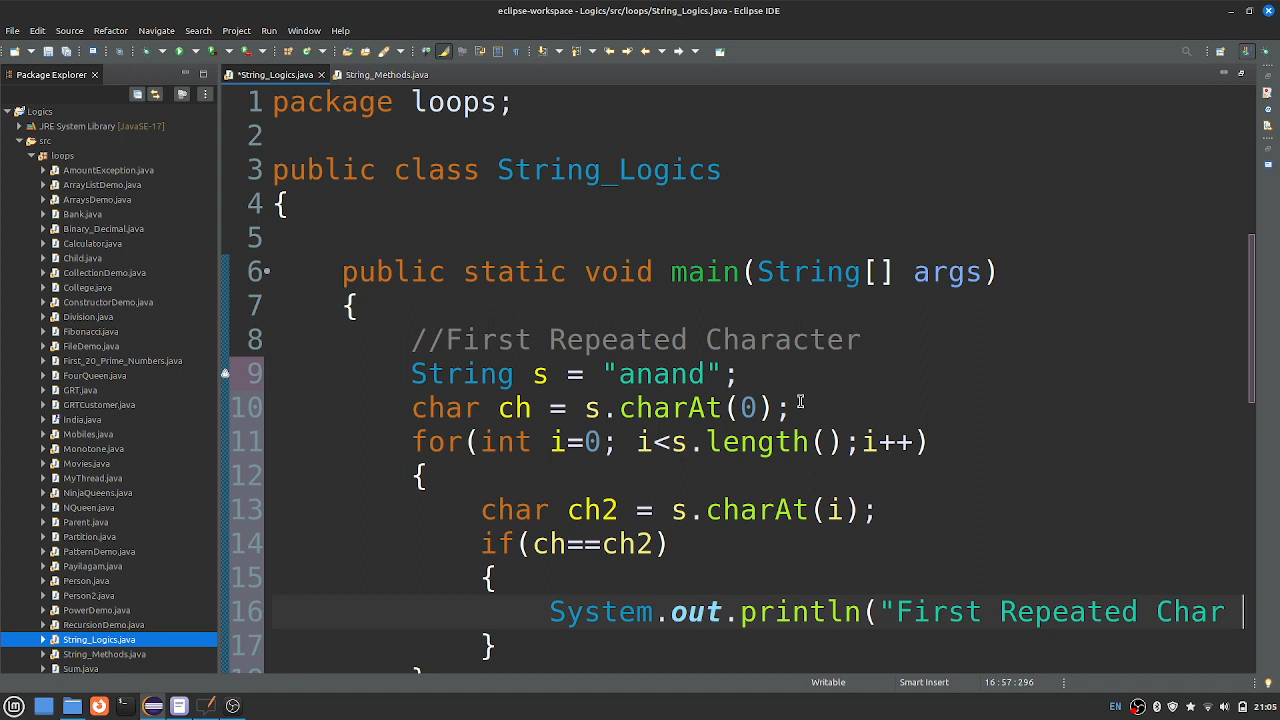 eclipse-workspace - Logics/src/loops/String_Logics.java - Eclipse IDE
File Edit Source Refactor Navigate Search Project Run Window Help
Package Explorer
*String_Logics.java
String_Methods.java
Logics
JRE System Library [JavaSE-17]
src
loops
AmountException.java
ArrayListDemo.java
ArraysDemo.java
Bank.java
Binary_Decimal.java
Calculator.java
Child.java
CollectionDemo.java
College.java
ConstructorDemo.java
Division.java
Fibonacci.java
FileDemo.java
First_20_Prime_Numbers.java
FourQueen.java
GRT.java
GRTCustomer.java
India.java
Mobiles.java
Monotone.java
Movies.java
MyThread.java
NinjaQueens.java
NQueen.java
Parent.java
Partition.java
PatternDemo.java
Payilagam.java
Person.java
Person2.java
PowerDemo.java
RecursionDemo.java
String_Logics.java
String_Methods.java
Sum.java
1 package loops;
2
3 public class String_Logics
4 {
5
6 public static void main(String[] args)
7 {
8 //First Repeated Character
9 String s = "anand";
10 char ch = s.charAt(0);
11 for(int i=0; i<s.length();i++)
12 {
13 char ch2 = s.charAt(i);
14 if(ch==ch2)
15 {
16 System.out.println("First Repeated Char
17 }
18 }
Writable Smart Insert 16:57:296
EN 21:05